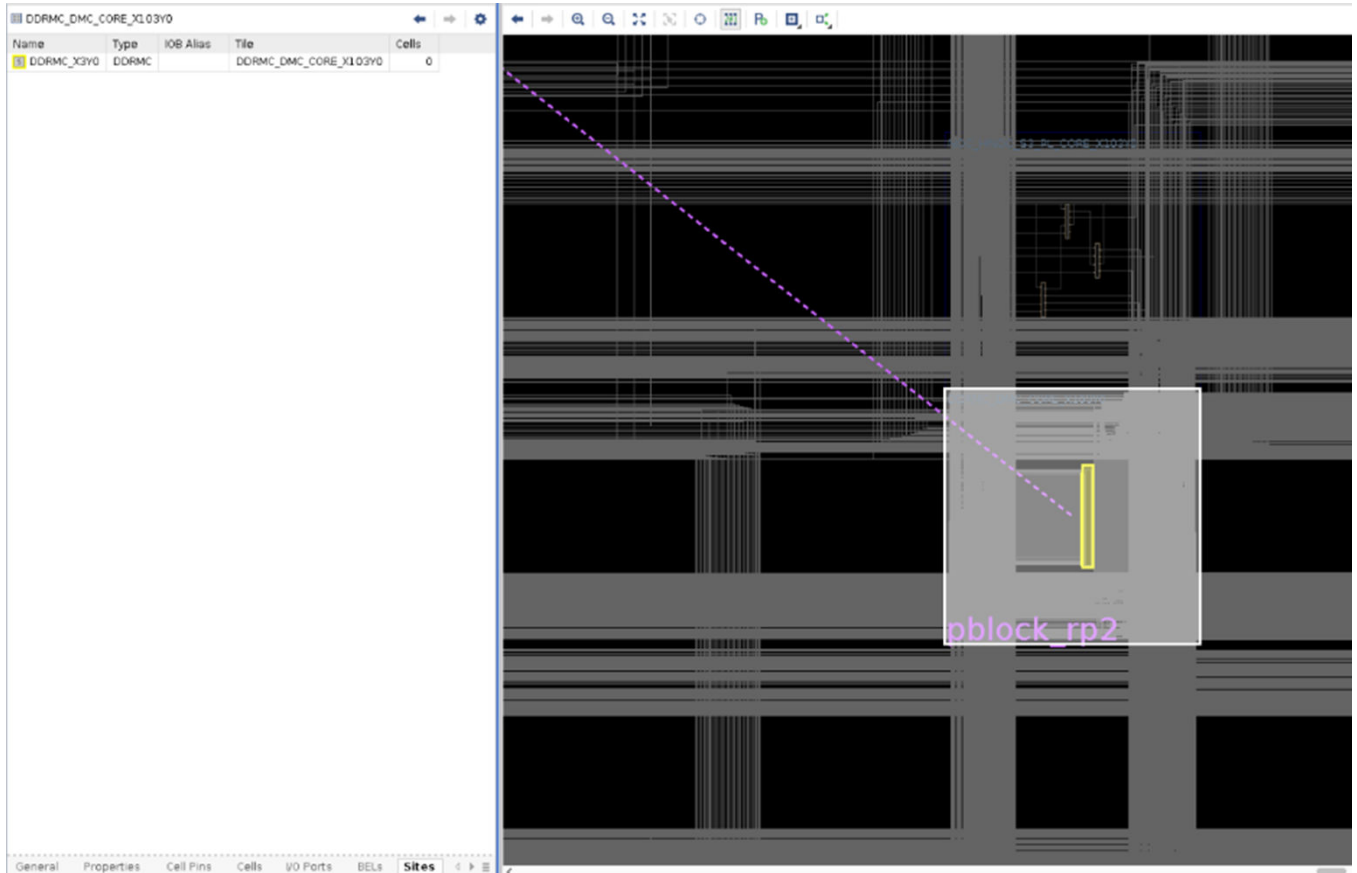 DDRMC_DMC_CORE_X103Y0
Name Type IOB Alias Tile Cells
DDRMC_X3Y0 DDRMC DDRMC_DMC_CORE_X103Y0 0
pblock_rp2
General Properties Cell Pins Cells I/O Ports BELs Sites